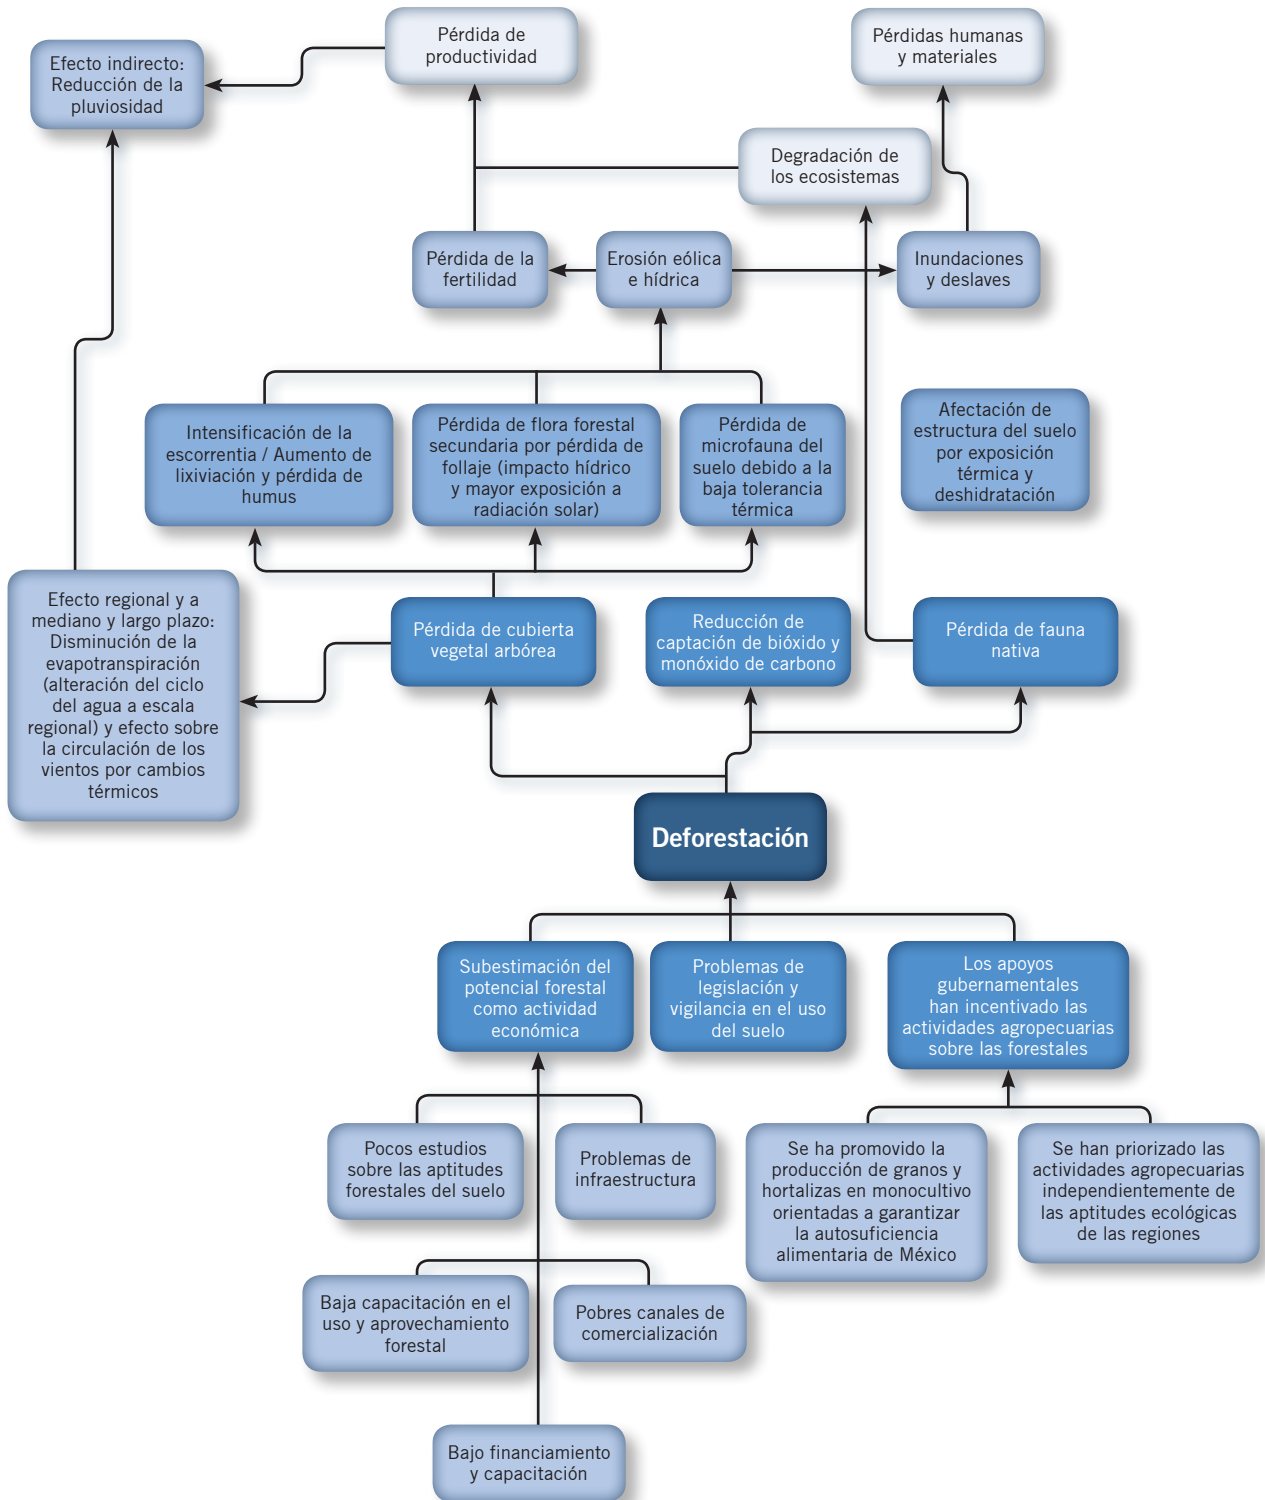 Pérdida de
productividad
Pérdidas humanas
y materiales
Efecto indirecto:
Reducción de la
pluviosidad
Degradación de
los ecosistemas
Pérdida de la
fertilidad
Erosión eólica
e hídrica
Inundaciones
y deslaves
Intensificación de la
escorrentia / Aumento de
lixiviación y pérdida de
humus
Pérdida de flora forestal
secundaria por pérdida de
follaje (impacto hídrico
y mayor exposición a
radiación solar)
Pérdida de
microfauna del
suelo debido a la
baja tolerancia
térmica
Afectación de
estructura del suelo
por exposición
térmica y
deshidratación
Efecto regional y a
mediano y largo plazo:
Disminución de la
evapotranspiración
(alteración del ciclo
del agua a escala
regional) y efecto sobre
la circulación de los
vientos por cambios
térmicos
Pérdida de cubierta
vegetal arbórea
Reducción de
captación de bióxido y
monóxido de carbono
Pérdida de fauna
nativa
Deforestación
Subestimación del
potencial forestal
como actividad
económica
Problemas de
legislación y
vigilancia en el uso
del suelo
Los apoyos
gubernamentales
han incentivado las
actividades agropecuarias
sobre las forestales
Pocos estudios
sobre las aptitudes
forestales del suelo
Problemas de
infraestructura
Se ha promovido la
producción de granos y
hortalizas en monocultivo
orientadas a garantizar
la autosuficiencia
alimentaria de México
Se han priorizado las
actividades agropecuarias
independientemente de
las aptitudes ecológicas
de las regiones
Baja capacitación en el
uso y aprovechamiento
forestal
Pobres canales de
comercialización
Bajo financiamiento
y capacitación